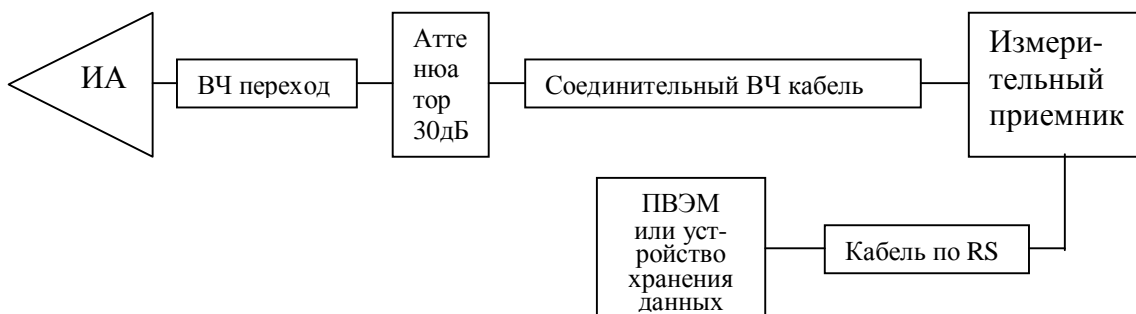 ИА
ВЧ переход
Атте
нюа
тор
30дБ
Соединительный ВЧ кабель
Измери-
тельный
приемник
ПВЭМ
или уст-
ройство
хранения
данных
Кабель по RS